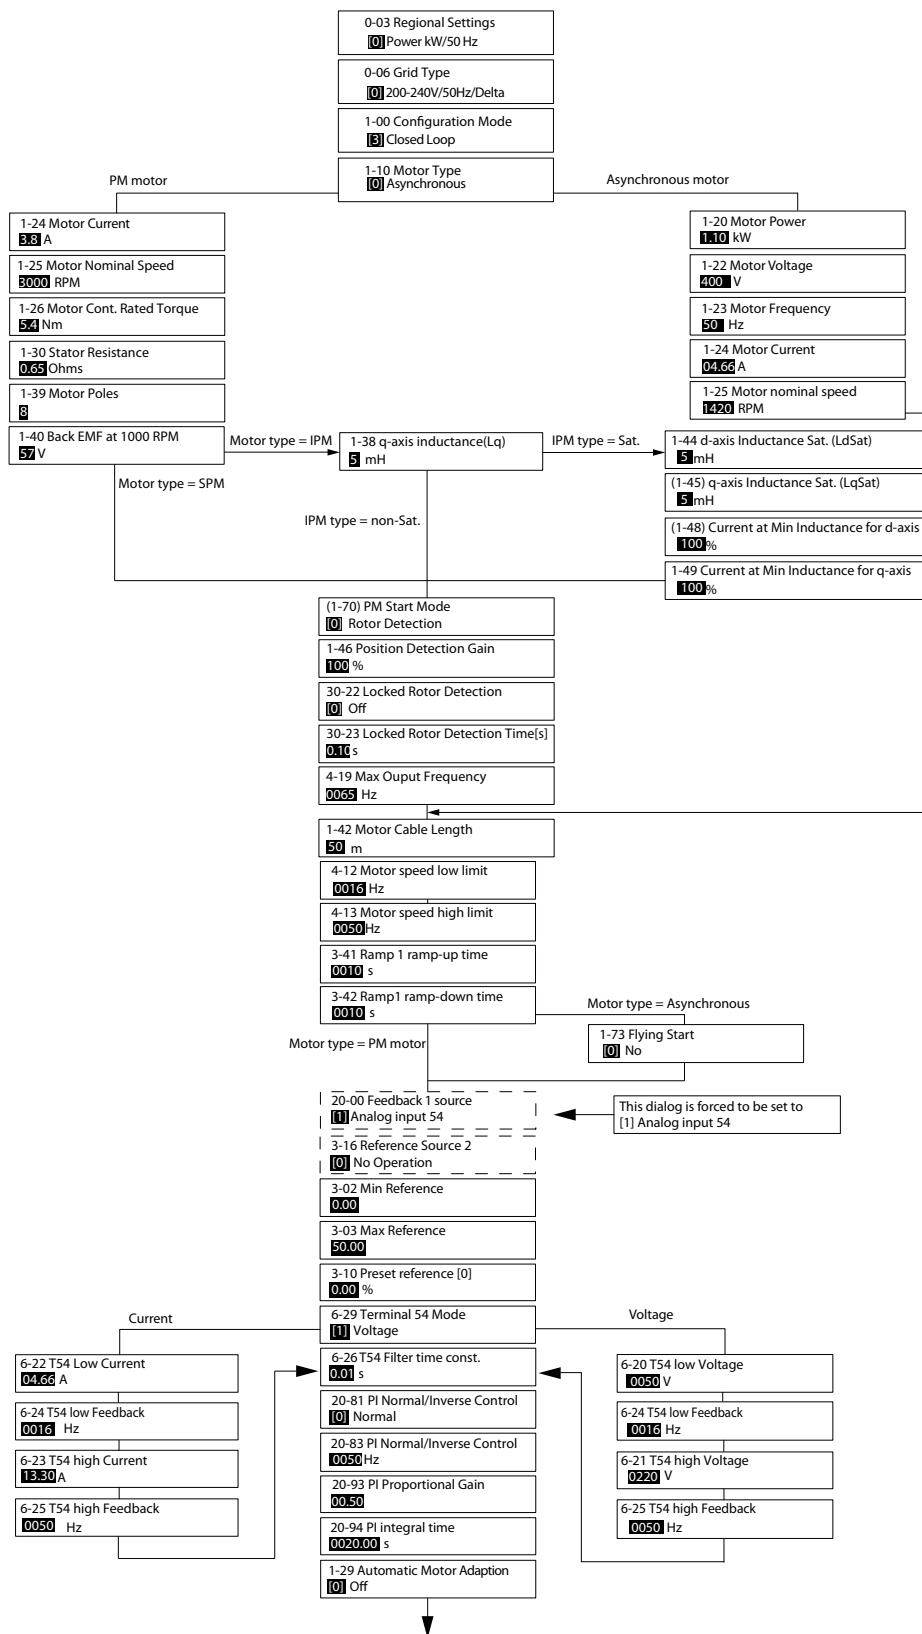 0-03 Regional Settings
[0] Power kW/50 Hz
0-06 Grid Type
[0] 200-240V/50Hz/Delta
1-00 Configuration Mode
[3] Closed Loop
1-10 Motor Type
[0] Asynchronous
PM motor
Asynchronous motor
1-24 Motor Current
3.8 A
1-25 Motor Nominal Speed
3000 RPM
1-26 Motor Cont. Rated Torque
5.4 Nm
1-30 Stator Resistance
0.65 Ohms
1-39 Motor Poles
8
1-40 Back EMF at 1000 RPM
57 V
1-20 Motor Power
1.10 kW
1-22 Motor Voltage
400 V
1-23 Motor Frequency
50 Hz
1-24 Motor Current
04.66 A
1-25 Motor nominal speed
1420 RPM
Motor type = IPM
1-38 q-axis inductance(Lq)
5 mH
IPM type = Sat.
1-44 d-axis Inductance Sat. (LdSat)
5 mH
(1-45) q-axis Inductance Sat. (LqSat)
5 mH
(1-48) Current at Min Inductance for d-axis
100 %
1-49 Current at Min Inductance for q-axis
100 %
Motor type = SPM
IPM type = non-Sat.
(1-70) PM Start Mode
[0] Rotor Detection
1-46 Position Detection Gain
100 %
30-22 Locked Rotor Detection
[0] Off
30-23 Locked Rotor Detection Time[s]
0.10 s
4-19 Max Ouput Frequency
0065 Hz
1-42 Motor Cable Length
50 m
4-12 Motor speed low limit
0016 Hz
4-13 Motor speed high limit
0050 Hz
3-41 Ramp 1 ramp-up time
0010 s
3-42 Ramp1 ramp-down time
0010 s
Motor type = Asynchronous
1-73 Flying Start
[0] No
Motor type = PM motor
20-00 Feedback 1 source
[1] Analog input 54
This dialog is forced to be set to
[1] Analog input 54
3-16 Reference Source 2
[0] No Operation
3-02 Min Reference
0.00
3-03 Max Reference
50.00
3-10 Preset reference [0]
0.00 %
6-29 Terminal 54 Mode
[1] Voltage
Current
Voltage
6-22 T54 Low Current
04.66 A
6-24 T54 low Feedback
0016 Hz
6-23 T54 high Current
13.30 A
6-25 T54 high Feedback
0050 Hz
6-26 T54 Filter time const.
0.01 s
20-81 PI Normal/Inverse Control
[0] Normal
20-83 PI Normal/Inverse Control
0050 Hz
20-93 PI Proportional Gain
00.50
20-94 PI integral time
0020.00 s
1-29 Automatic Motor Adaption
[0] Off
6-20 T54 low Voltage
0050 V
6-24 T54 low Feedback
0016 Hz
6-21 T54 high Voltage
0220 V
6-25 T54 high Feedback
0050 Hz